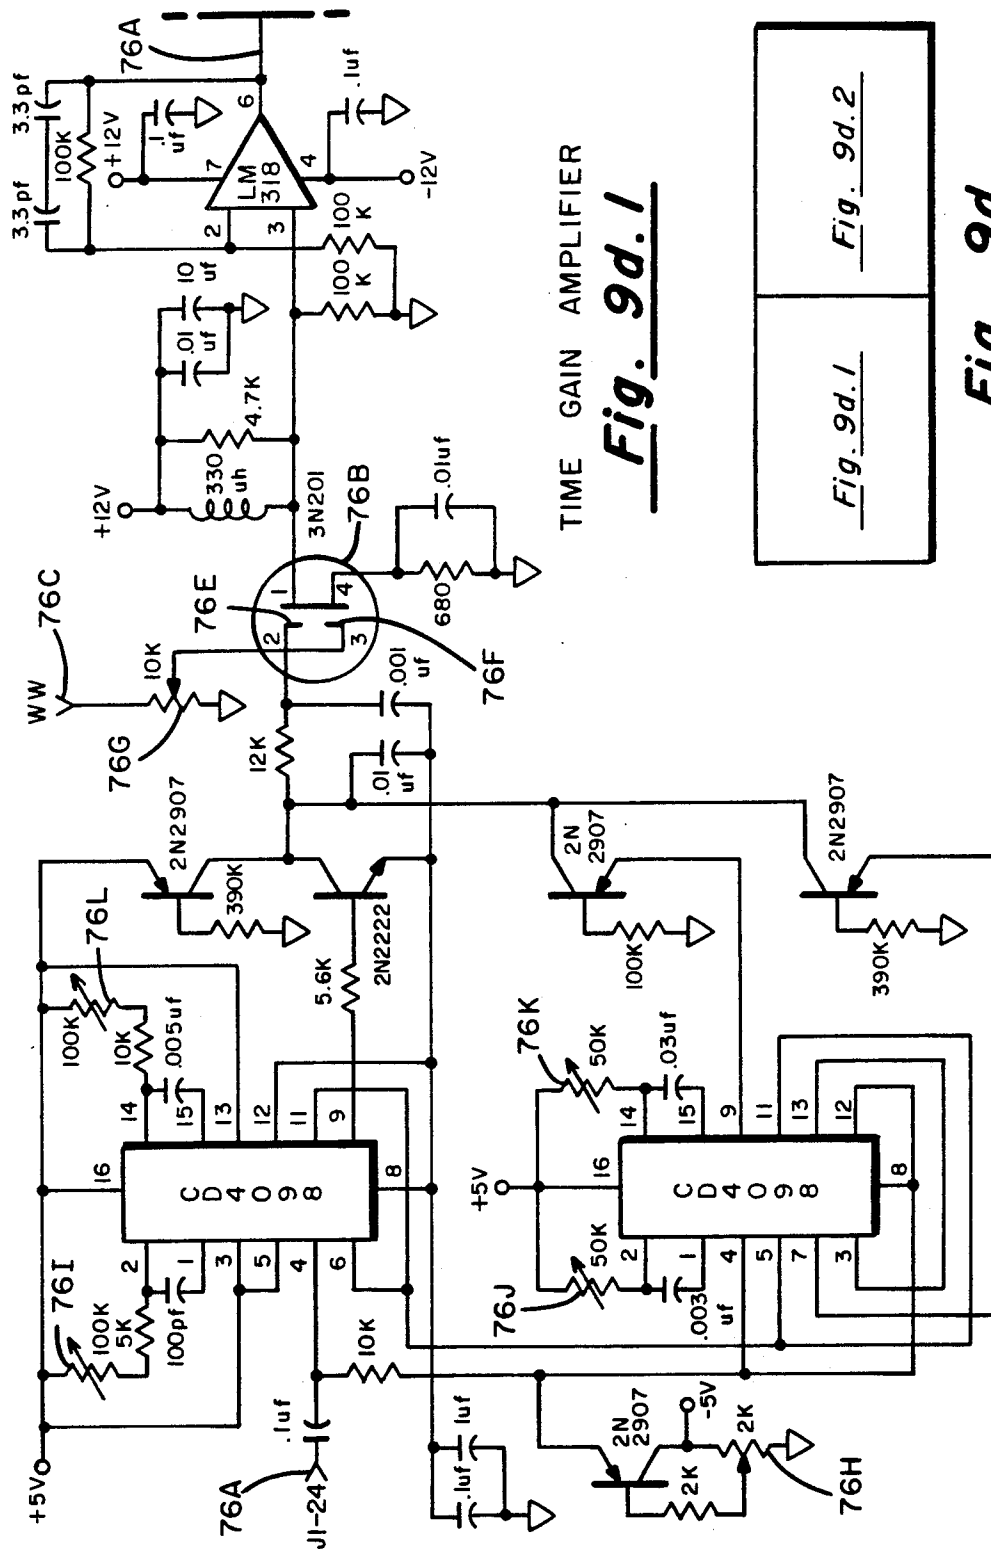 76A
3.3 pf
3.3 pf
100K
+12V
.1
uf
.1uf
6
7
LM
318
4
-12V
2
3
100
K
100
K
10
uf
.01
uf
4.7K
330
uh
+12V
3N201
76B
.01uf
680
76E
1
2
3
4
76F
76C
WW
10K
76G
12K
.001
uf
.01
uf
2N2907
390K
2N2222
5.6K
2N
2907
100K
2N2907
390K
76L
100K
10K
.005uf
14
15
13
12
11
9
16
CD4098
8
2
1
3
5
4
6
76I
100K
5K
100pf
+5V
76A
J1-24
.1uf
10K
.1uf
1uf
76K
50K
.03uf
14
15
9
11
13
12
16
+5V
CD4098
8
2
1
4
5
7
3
76J
50K
.003
uf
2N
2907
-5V
2K
2K
76H
TIME GAIN AMPLIFIER
Fig. 9d.1
Fig. 9d.1
Fig. 9d.2
Fig. 9d